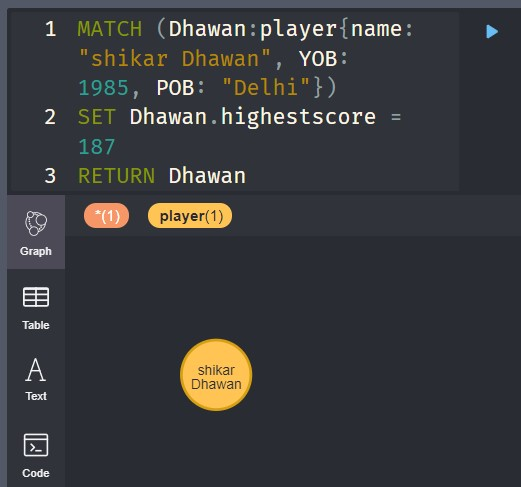 1 MATCH (Dhawan:player{name:
"shikar Dhawan", YOB:
1985, POB: "Delhi"})
2 SET Dhawan.highestscore =
187
3 RETURN Dhawan
*(1) player(1)
Graph
Table
A
Text
Code
shikar
Dhawan